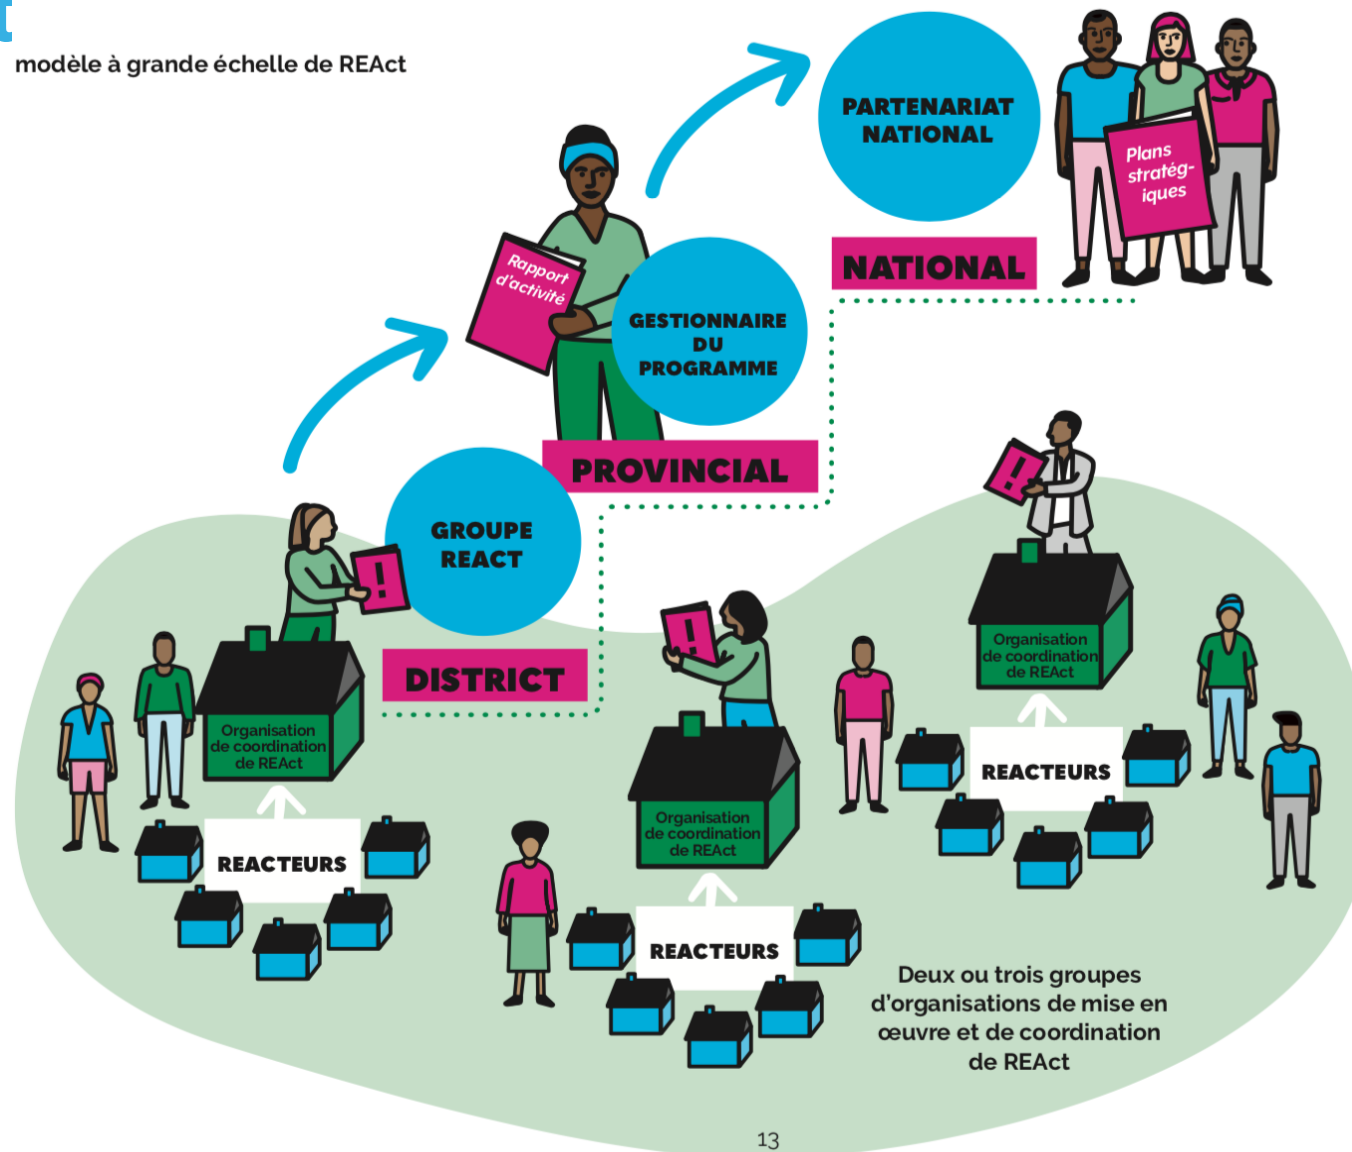 modèle à grande échelle de REAct
PARTENARIAT
NATIONAL
Plans
stratég-
iques
NATIONAL
Rapport
d'activité
GESTIONNAIRE
DU
PROGRAMME
PROVINCIAL
GROUPE
REACT
!
DISTRICT
!
!
Organisation
de coordination
de REAct
REACTEURS
Organisation
de coordination
de REAct
REACTEURS
Organisation
de coordination
de REAct
REACTEURS
Deux ou trois groupes
d'organisations de mise en
œuvre et de coordination
de REAct
13